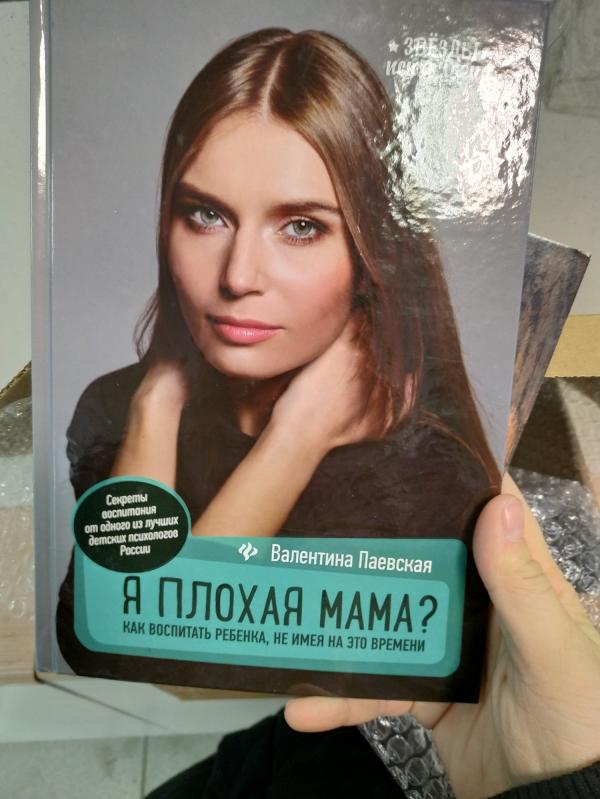 ★ ЗВЁЗДЫ
Секреты
воспитания
от одного из лучших
детских психологов
России
Валентина Паевская
Я ПЛОХАЯ МАМА?
КАК ВОСПИТАТЬ РЕБЕНКА, НЕ ИМЕЯ НА ЭТО ВРЕМЕНИ